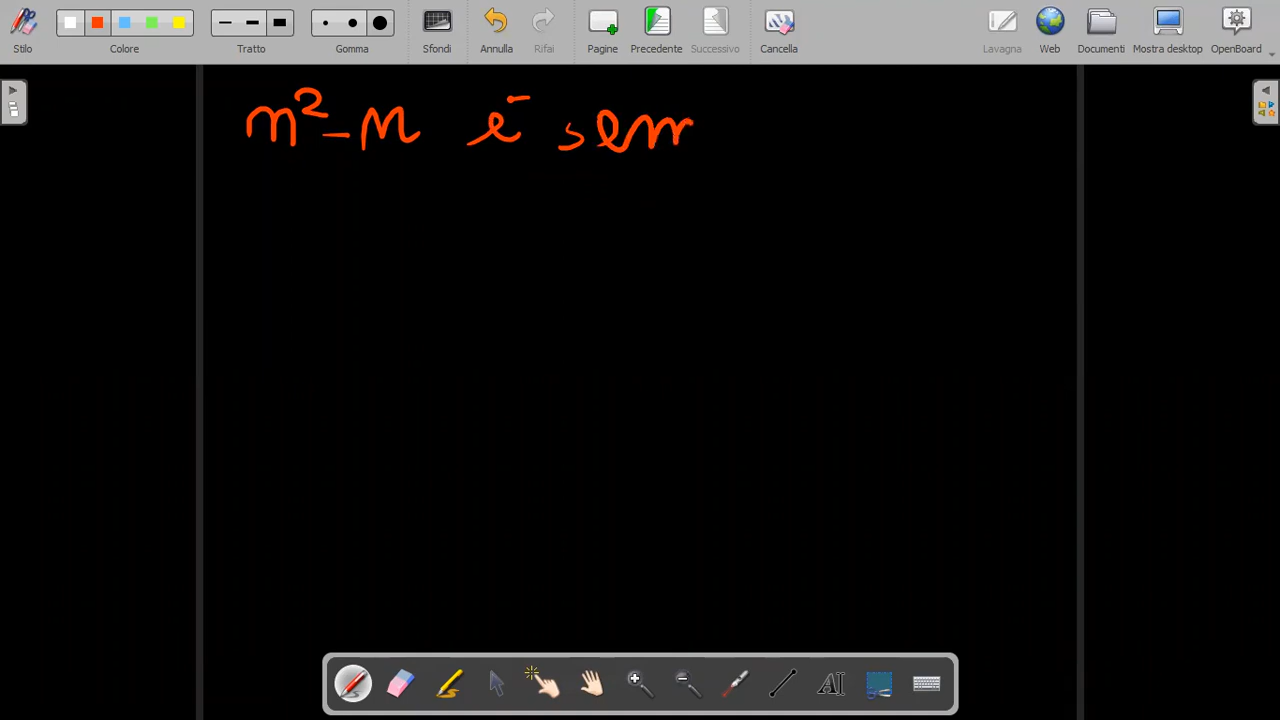 Stilo Colore Tratto Gomma Sfondi Annulla Rifai Pagine Precedente Successivo Cancella Lavagna Web Documenti Mostra desktop OpenBoard
n²-n è sem
AI